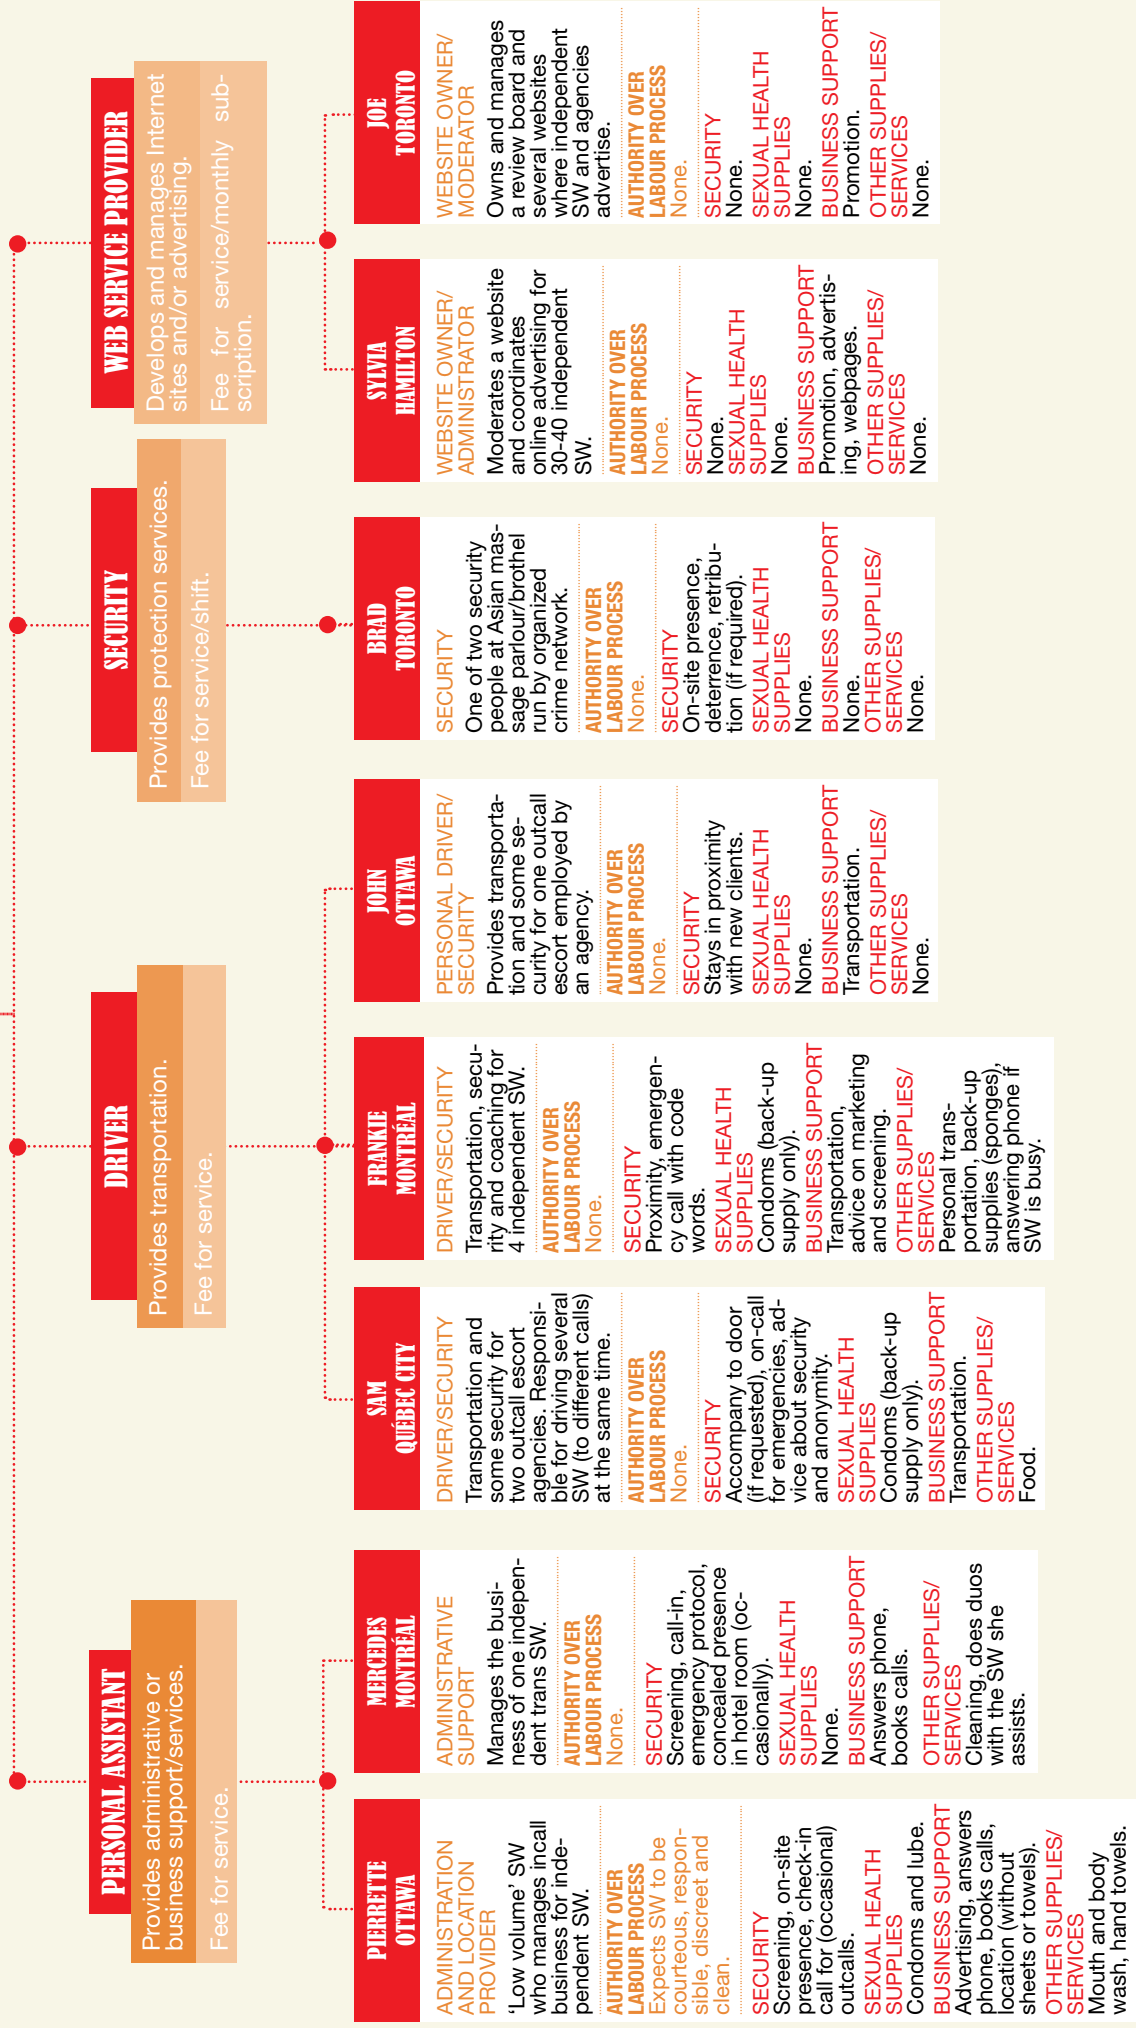 PERSONAL ASSISTANT
Provides administrative or
business support/services.
Fee for service.
PIERRETTE
OTTAWA
ADMINISTRATION
AND LOCATION
PROVIDER
‘Low volume’ SW
who manages incall
business for inde-
pendent SW.
AUTHORITY OVER
LABOUR PROCESS
Expects SW to be
courteous, respon-
sible, discreet and
clean.
SECURITY
Screening, on-site
presence, check-in
call for (occasional)
outcalls.
SEXUAL HEALTH
SUPPLIES
Condoms and lube.
BUSINESS SUPPORT
Advertising, answers
phone, books calls,
location (without
sheets or towels).
OTHER SUPPLIES/
SERVICES
Mouth and body
wash, hand towels.
MERCEDES
MONTRÉAL
ADMINISTRATIVE
SUPPORT
Manages the busi-
ness of one indepen-
dent trans SW.
AUTHORITY OVER
LABOUR PROCESS
None.
SECURITY
Screening, call-in,
emergency protocol,
concealed presence
in hotel room (oc-
casionally).
SEXUAL HEALTH
SUPPLIES
None.
BUSINESS SUPPORT
Answers phone,
books calls.
OTHER SUPPLIES/
SERVICES
Cleaning, does duos
with the SW she
assists.
DRIVER
Provides transportation.
Fee for service.
SAM
QUÉBEC CITY
DRIVER/SECURITY
Transportation and
some security for
two outcall escort
agencies. Responsi-
ble for driving several
SW (to different calls)
at the same time.
AUTHORITY OVER
LABOUR PROCESS
None.
SECURITY
Accompany to door
(if requested), on-call
for emergencies, ad-
vice about security
and anonymity.
SEXUAL HEALTH
SUPPLIES
Condoms (back-up
supply only).
BUSINESS SUPPORT
Transportation.
OTHER SUPPLIES/
SERVICES
Food.
FRANKIE
MONTRÉAL
DRIVER/SECURITY
Transportation, secu-
rity and coaching for
4 independent SW.
AUTHORITY OVER
LABOUR PROCESS
None.
SECURITY
Proximity, emergen-
cy call with code
words.
SEXUAL HEALTH
SUPPLIES
Condoms (back-up
supply only).
BUSINESS SUPPORT
Transportation,
advice on marketing
and screening.
OTHER SUPPLIES/
SERVICES
Personal trans-
portation, back-up
supplies (sponges),
answering phone if
SW is busy.
JOHN
OTTAWA
PERSONAL DRIVER/
SECURITY
Provides transporta-
tion and some se-
curity for one outcall
escort employed by
an agency.
AUTHORITY OVER
LABOUR PROCESS
None.
SECURITY
Stays in proximity
with new clients.
SEXUAL HEALTH
SUPPLIES
None.
BUSINESS SUPPORT
Transportation.
OTHER SUPPLIES/
SERVICES
None.
SECURITY
Provides protection services.
Fee for service/shift.
BRAD
TORONTO
SECURITY
One of two security
people at Asian mas-
sage parlour/brothel
run by organized
crime network.
AUTHORITY OVER
LABOUR PROCESS
None.
SECURITY
On-site presence,
deterrence, retribu-
tion (if required).
SEXUAL HEALTH
SUPPLIES
None.
BUSINESS SUPPORT
None.
OTHER SUPPLIES/
SERVICES
None.
WEB SERVICE PROVIDER
Develops and manages Internet
sites and/or advertising.
Fee for service/monthly sub-
scription.
SYLVIA
HAMILTON
WEBSITE OWNER/
ADMINISTRATOR
Moderates a website
and coordinates
online advertising for
30-40 independent
SW.
AUTHORITY OVER
LABOUR PROCESS
None.
SECURITY
None.
SEXUAL HEALTH
SUPPLIES
None.
BUSINESS SUPPORT
Promotion, advertis-
ing, webpages.
OTHER SUPPLIES/
SERVICES
None.
JOE
TORONTO
WEBSITE OWNER/
MODERATOR
Owns and manages
a review board and
several websites
where independent
SW and agencies
advertise.
AUTHORITY OVER
LABOUR PROCESS
None.
SECURITY
None.
SEXUAL HEALTH
SUPPLIES
None.
BUSINESS SUPPORT
Promotion.
OTHER SUPPLIES/
SERVICES
None.